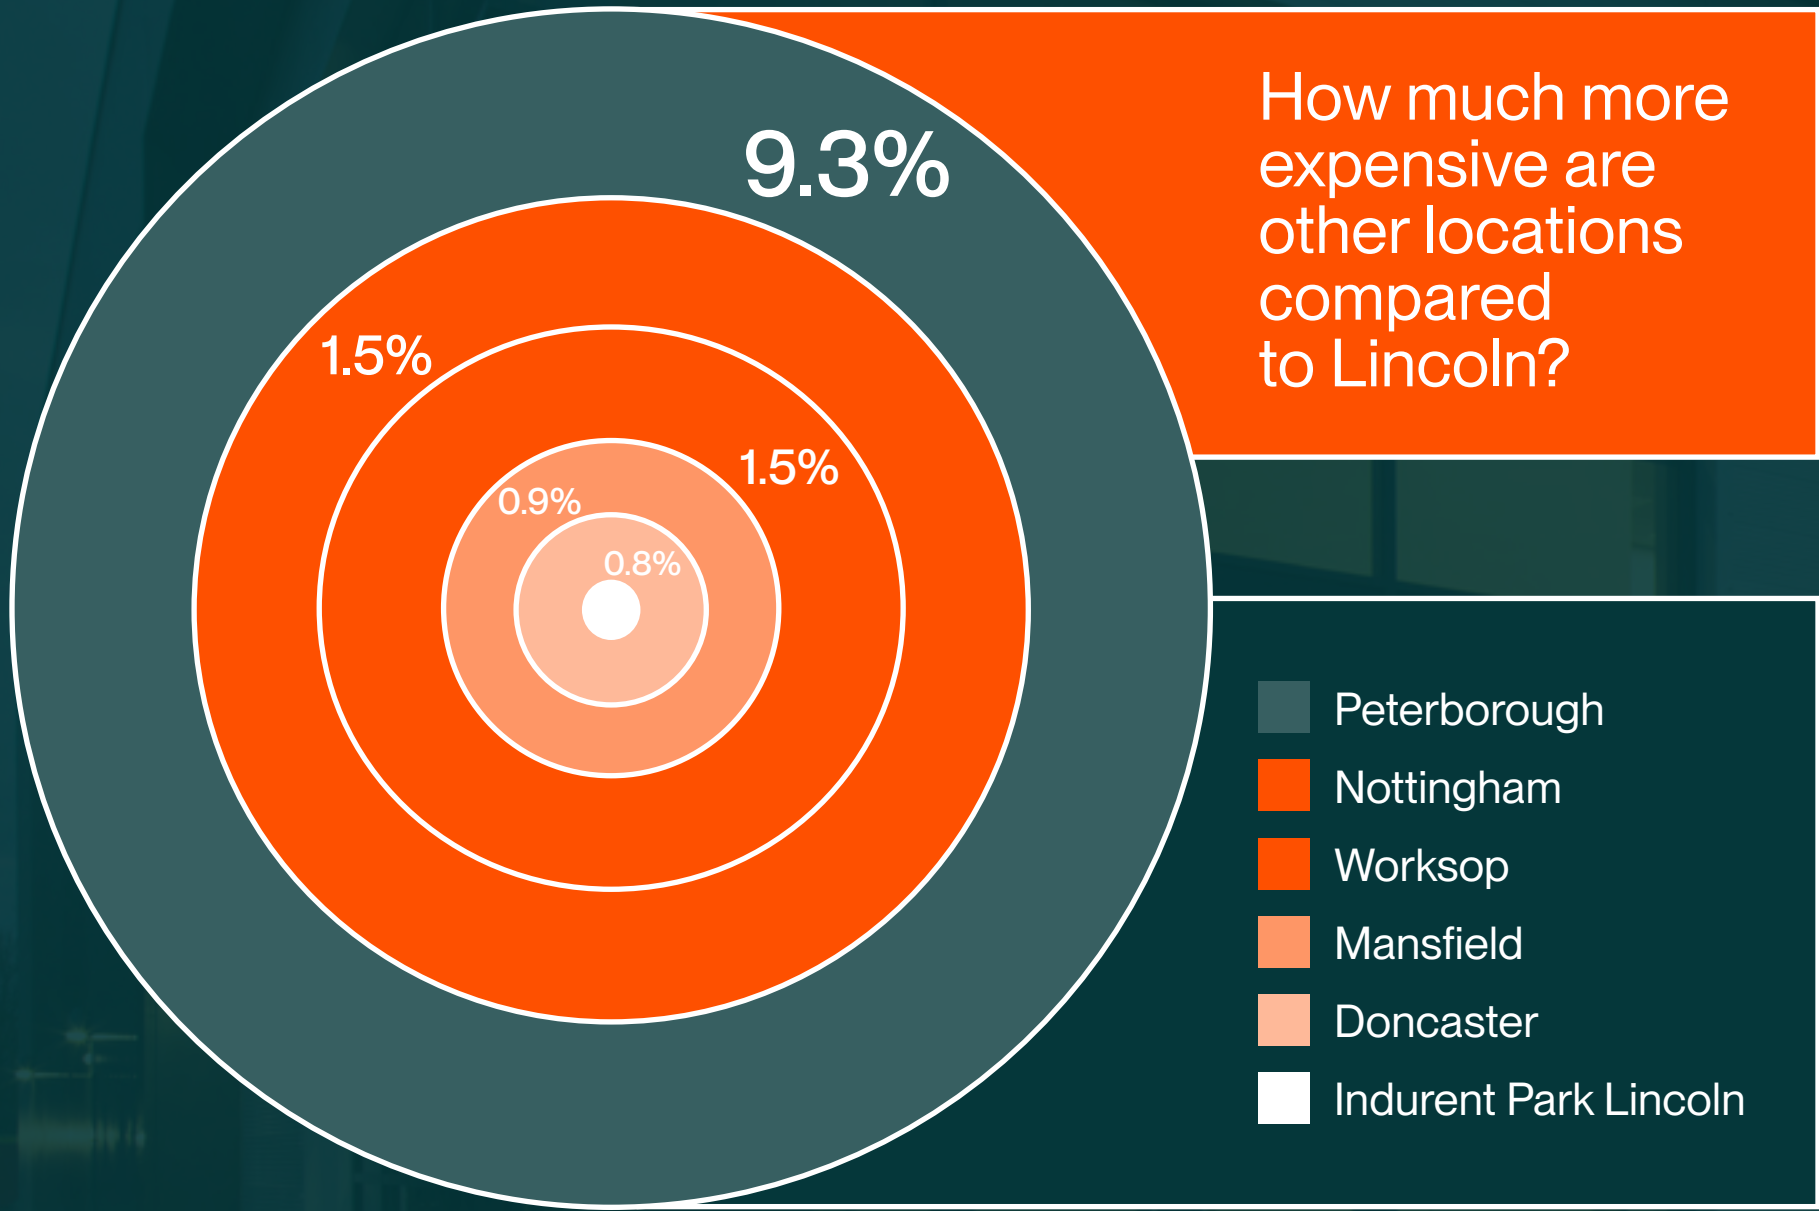 How much more
expensive are
other locations
compared
to Lincoln?
9.3%
1.5%
1.5%
0.9%
0.8%
Peterborough
Nottingham
Worksop
Mansfield
Doncaster
Indurent Park Lincoln